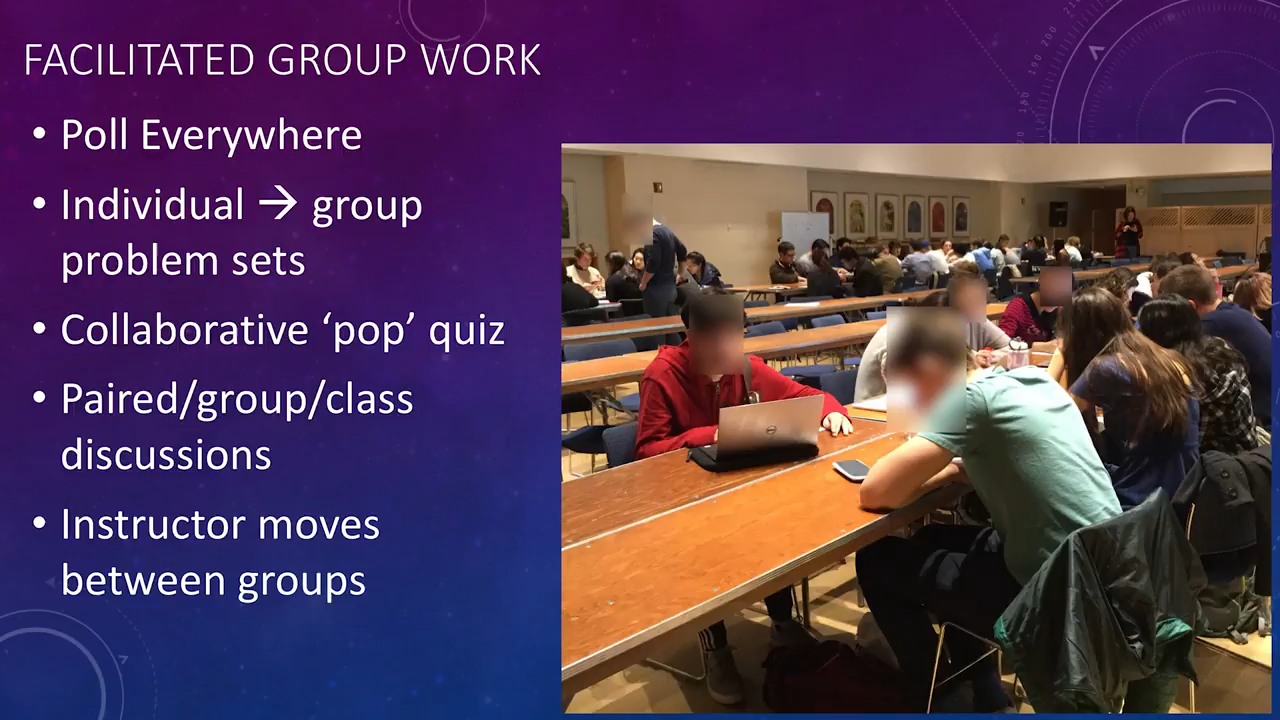 FACILITATED GROUP WORK
• Poll Everywhere
• Individual → group
problem sets
• Collaborative ‘pop’ quiz
• Paired/group/class
discussions
• Instructor moves
between groups